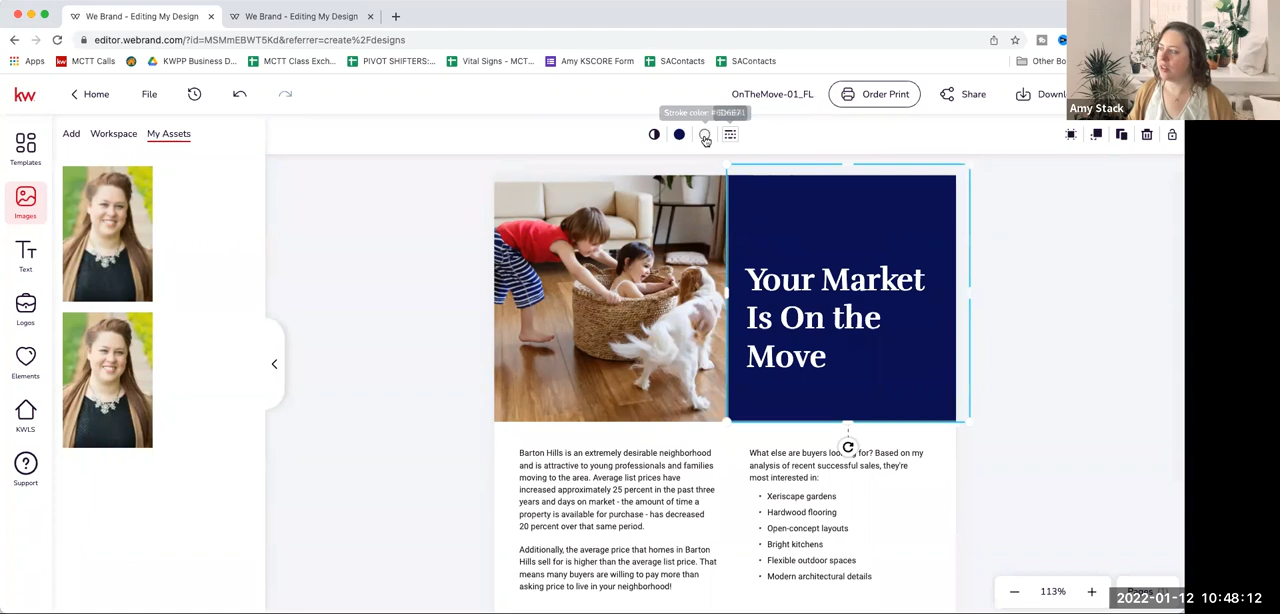 We Brand - Editing My Design
We Brand - Editing My Design
editor.webrand.com/?id=MSMmEBWT5Kd&referrer=create%2Fdesigns
Apps
MCTT Calls
KWPP Business D...
MCTT Class Exch...
PIVOT SHIFTERS:...
Vital Signs - MCT...
Amy KSCORE Form
SAContacts
SAContacts
Other Bo
Amy Stack
kw
Home
File
OnTheMove-01_FL
Order Print
Share
Downl
Stroke color: #6D6E71
Add
Workspace
My Assets
Templates
Images
Text
Logos
Elements
KWLS
Support
Your Market
Is On the
Move
Barton Hills is an extremely desirable neighborhood
and is attractive to young professionals and families
moving to the area. Average list prices have
increased approximately 25 percent in the past three
years and days on market - the amount of time a
property is available for purchase - has decreased
20 percent over that same period.
Additionally, the average price that homes in Barton
Hills sell for is higher than the average list price. That
means many buyers are willing to pay more than
asking price to live in your neighborhood!
What else are buyers looking for? Based on my
analysis of recent successful sales, they're
most interested in:
• Xeriscape gardens
• Hardwood flooring
• Open-concept layouts
• Bright kitchens
• Flexible outdoor spaces
• Modern architectural details
113%
2022-01-12 10:48:12